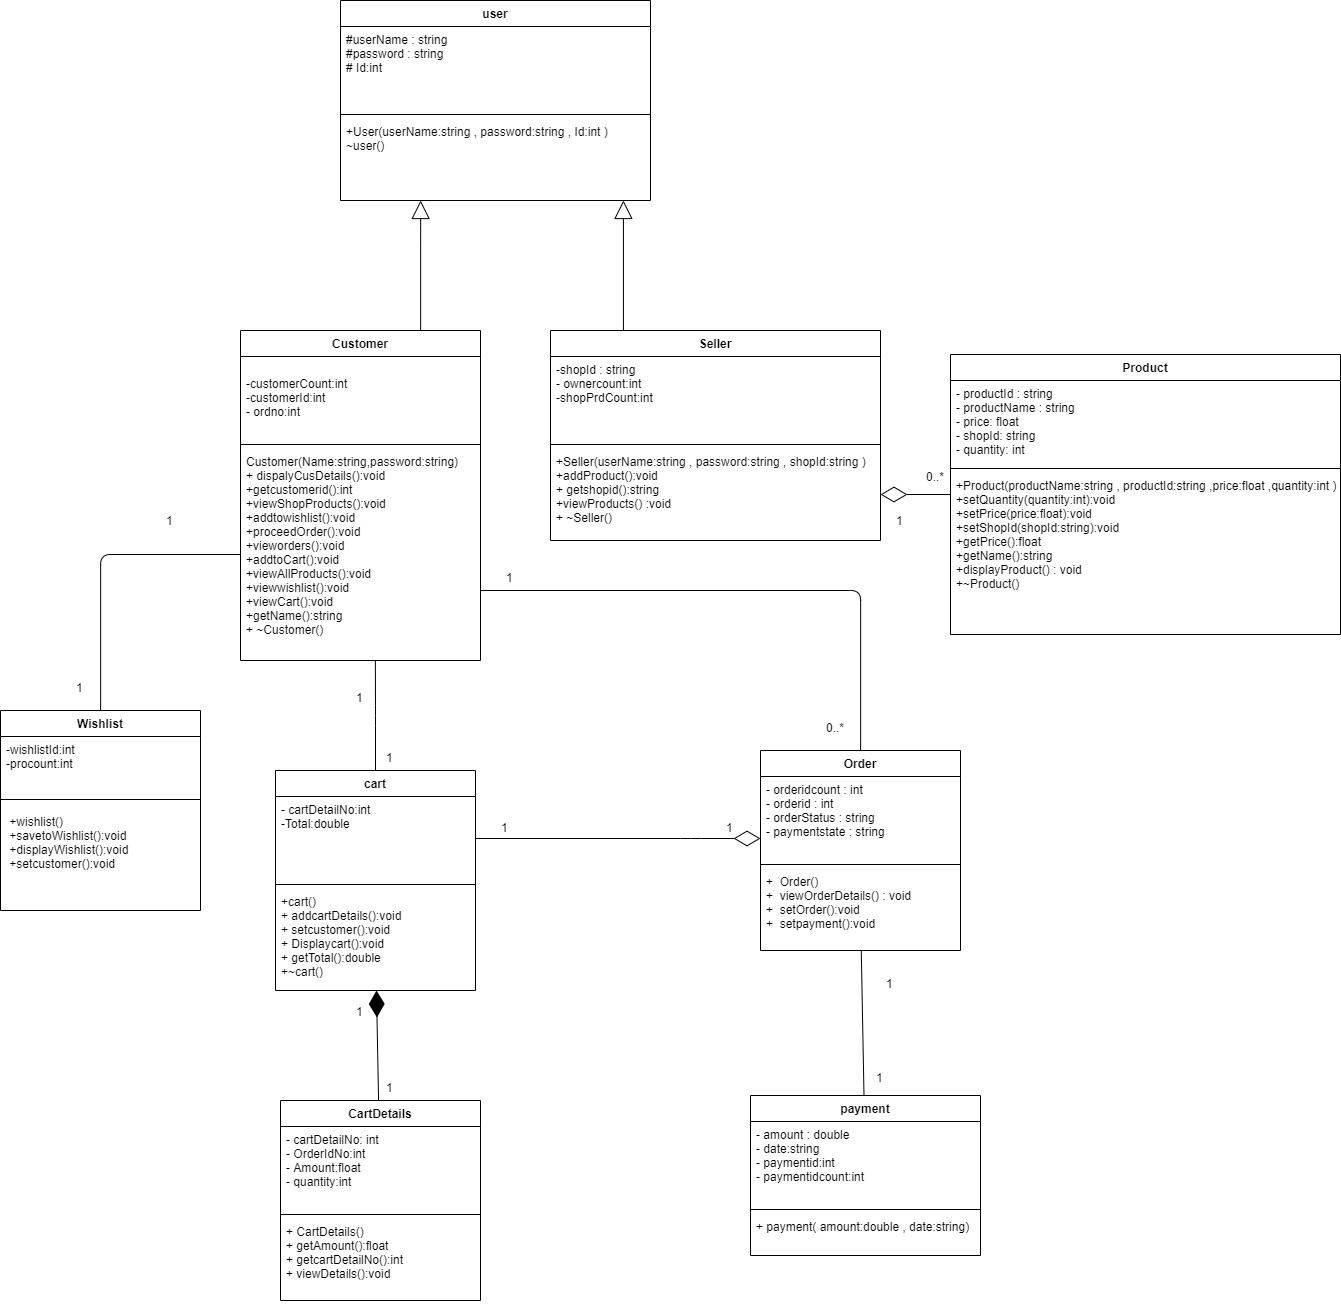 user
#userName : string
#password : string
# Id:int
+User(userName:string , password:string , Id:int )
~user()
Customer
-customerCount:int
-customerId:int
- ordno:int
Customer(Name:string,password:string)
+ dispalyCusDetails():void
+getcustomerid():int
+viewShopProducts():void
+addtowishlist():void
+proceedOrder():void
+vieworders():void
+addtoCart():void
+viewAllProducts():void
+viewwishlist():void
+viewCart():void
+getName():string
+ ~Customer()
Seller
-shopId : string
- ownercount:int
-shopPrdCount:int
+Seller(userName:string , password:string , shopId:string )
+addProduct():void
+ getshopid():string
+viewProducts() :void
+ ~Seller()
0..*
1
Product
- productId : string
- productName : string
- price: float
- shopId: string
- quantity: int
+Product(productName:string , productId:string ,price:float ,quantity:int )
+setQuantity(quantity:int):void
+setPrice(price:float):void
+setShopId(shopId:string):void
+getPrice():float
+getName():string
+displayProduct() : void
+~Product()
1
1
1
0..*
1
1
Wishlist
-wishlistId:int
-procount:int
+wishlist()
+savetoWishlist():void
+displayWishlist():void
+setcustomer():void
cart
- cartDetailNo:int
-Total:double
+cart()
+ addcartDetails():void
+ setcustomer():void
+ Displaycart():void
+ getTotal():double
+~cart()
1
1
Order
- orderidcount : int
- orderid : int
- orderStatus : string
- paymentstate : string
+  Order()
+  viewOrderDetails() : void
+  setOrder():void
+  setpayment():void
1
1
1
1
CartDetails
- cartDetailNo: int
- OrderIdNo:int
- Amount:float
- quantity:int
+ CartDetails()
+ getAmount():float
+ getcartDetailNo():int
+ viewDetails():void
payment
- amount : double
- date:string
- paymentid:int
- paymentidcount:int
+ payment( amount:double , date:string)